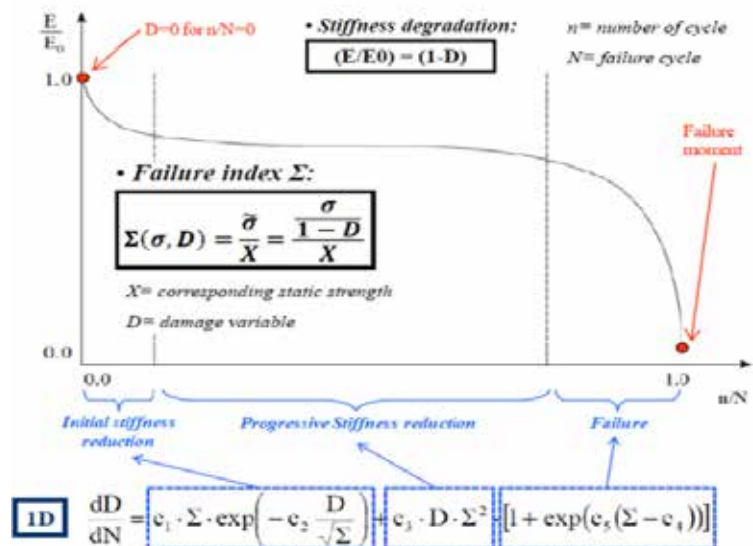 E
E₀
D=0 for n/N=0
• Stiffness degradation:
(E/E0) = (1-D)
n= number of cycle
N= failure cycle
1.0
Failure
moment
• Failure index Σ:
Σ(σ, D) = σ̃/X = (σ/(1 − D))/X
X= corresponding static strength
D= damage variable
0.0
0.0
1.0
n/N
Initial stiffness
reduction
Progressive Stiffness reduction
Failure
1D
dD/dN = c₁ · Σ · exp(−c₂ D/√Σ) + c₃ · D · Σ² · [1 + exp(c₅(Σ − c₄))]